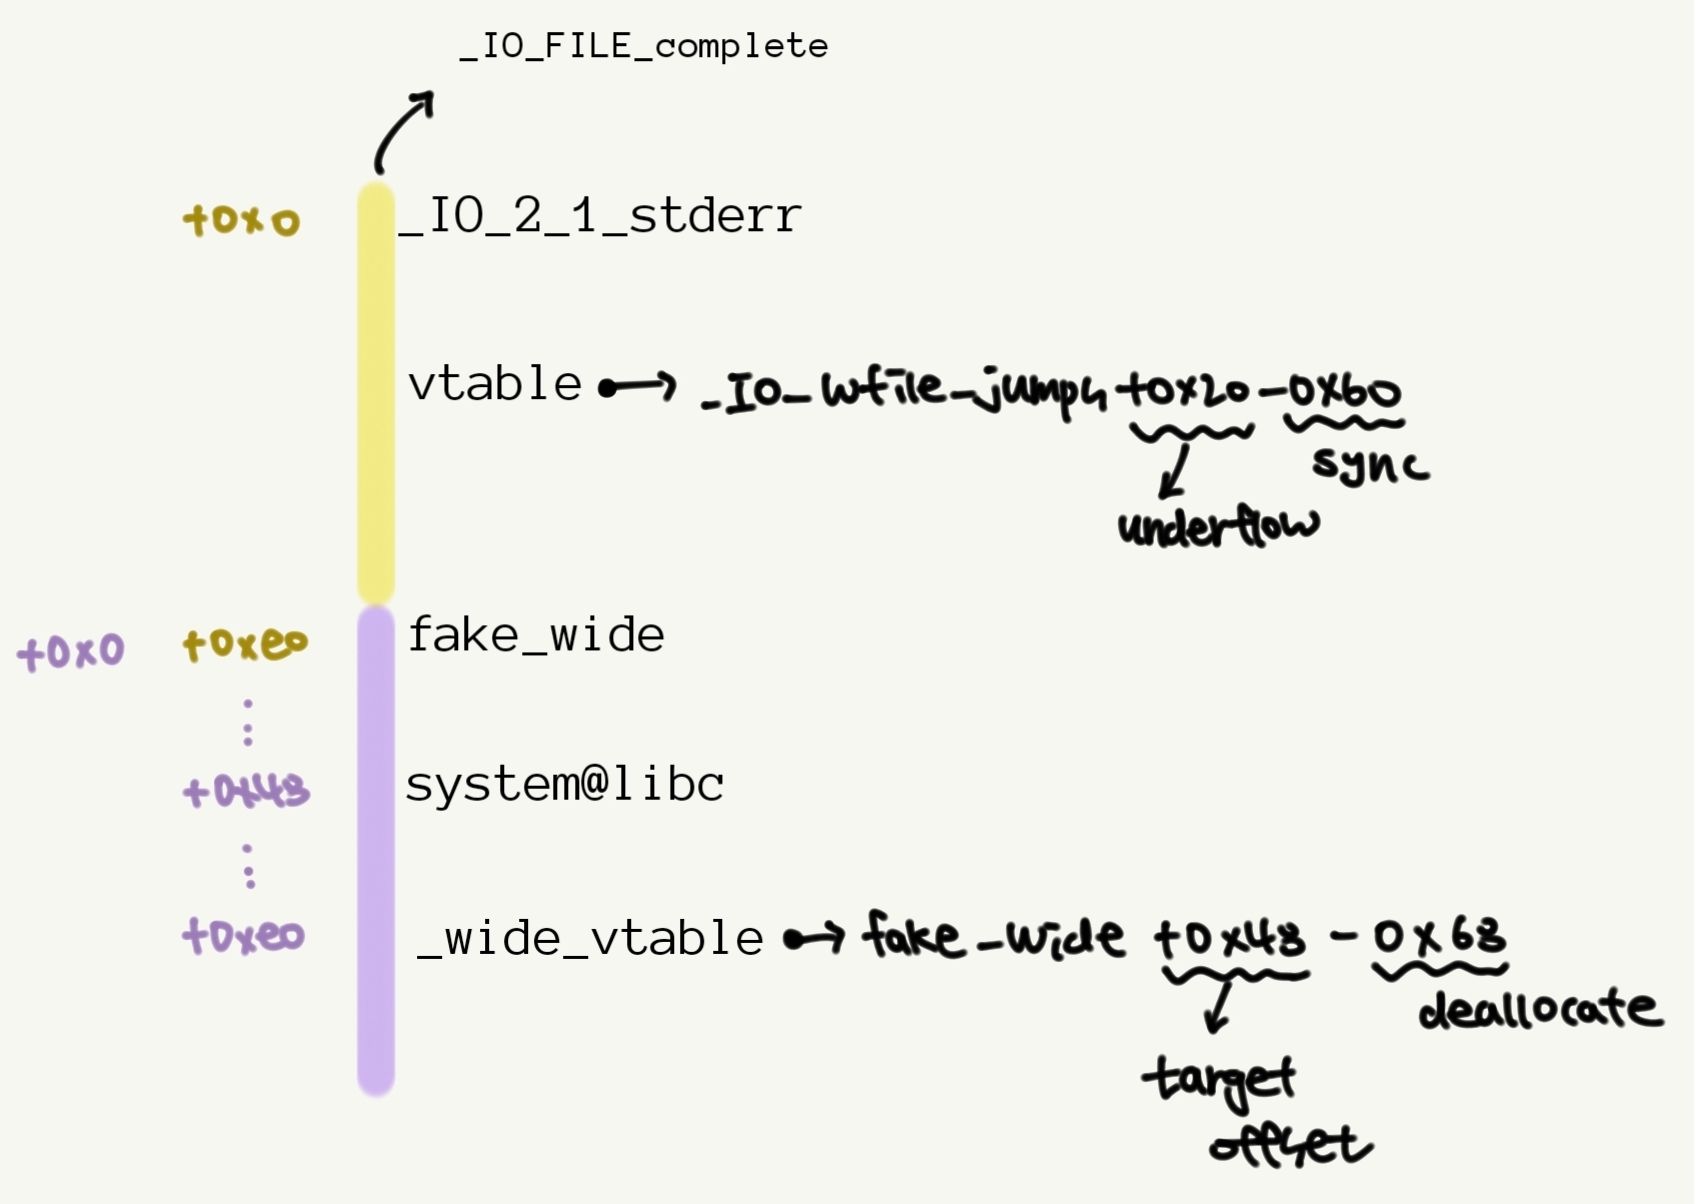 _IO_FILE_complete
+0x0 _IO_2_1_stderr
vtable → _IO_wfile_jumps +0x20 -0x60
sync
underflow
+0x0 +0xe0 fake_wide
+0x48 system@libc
+0xe0 _wide_vtable → fake_wide +0x48 - 0x68
deallocate
target
offset